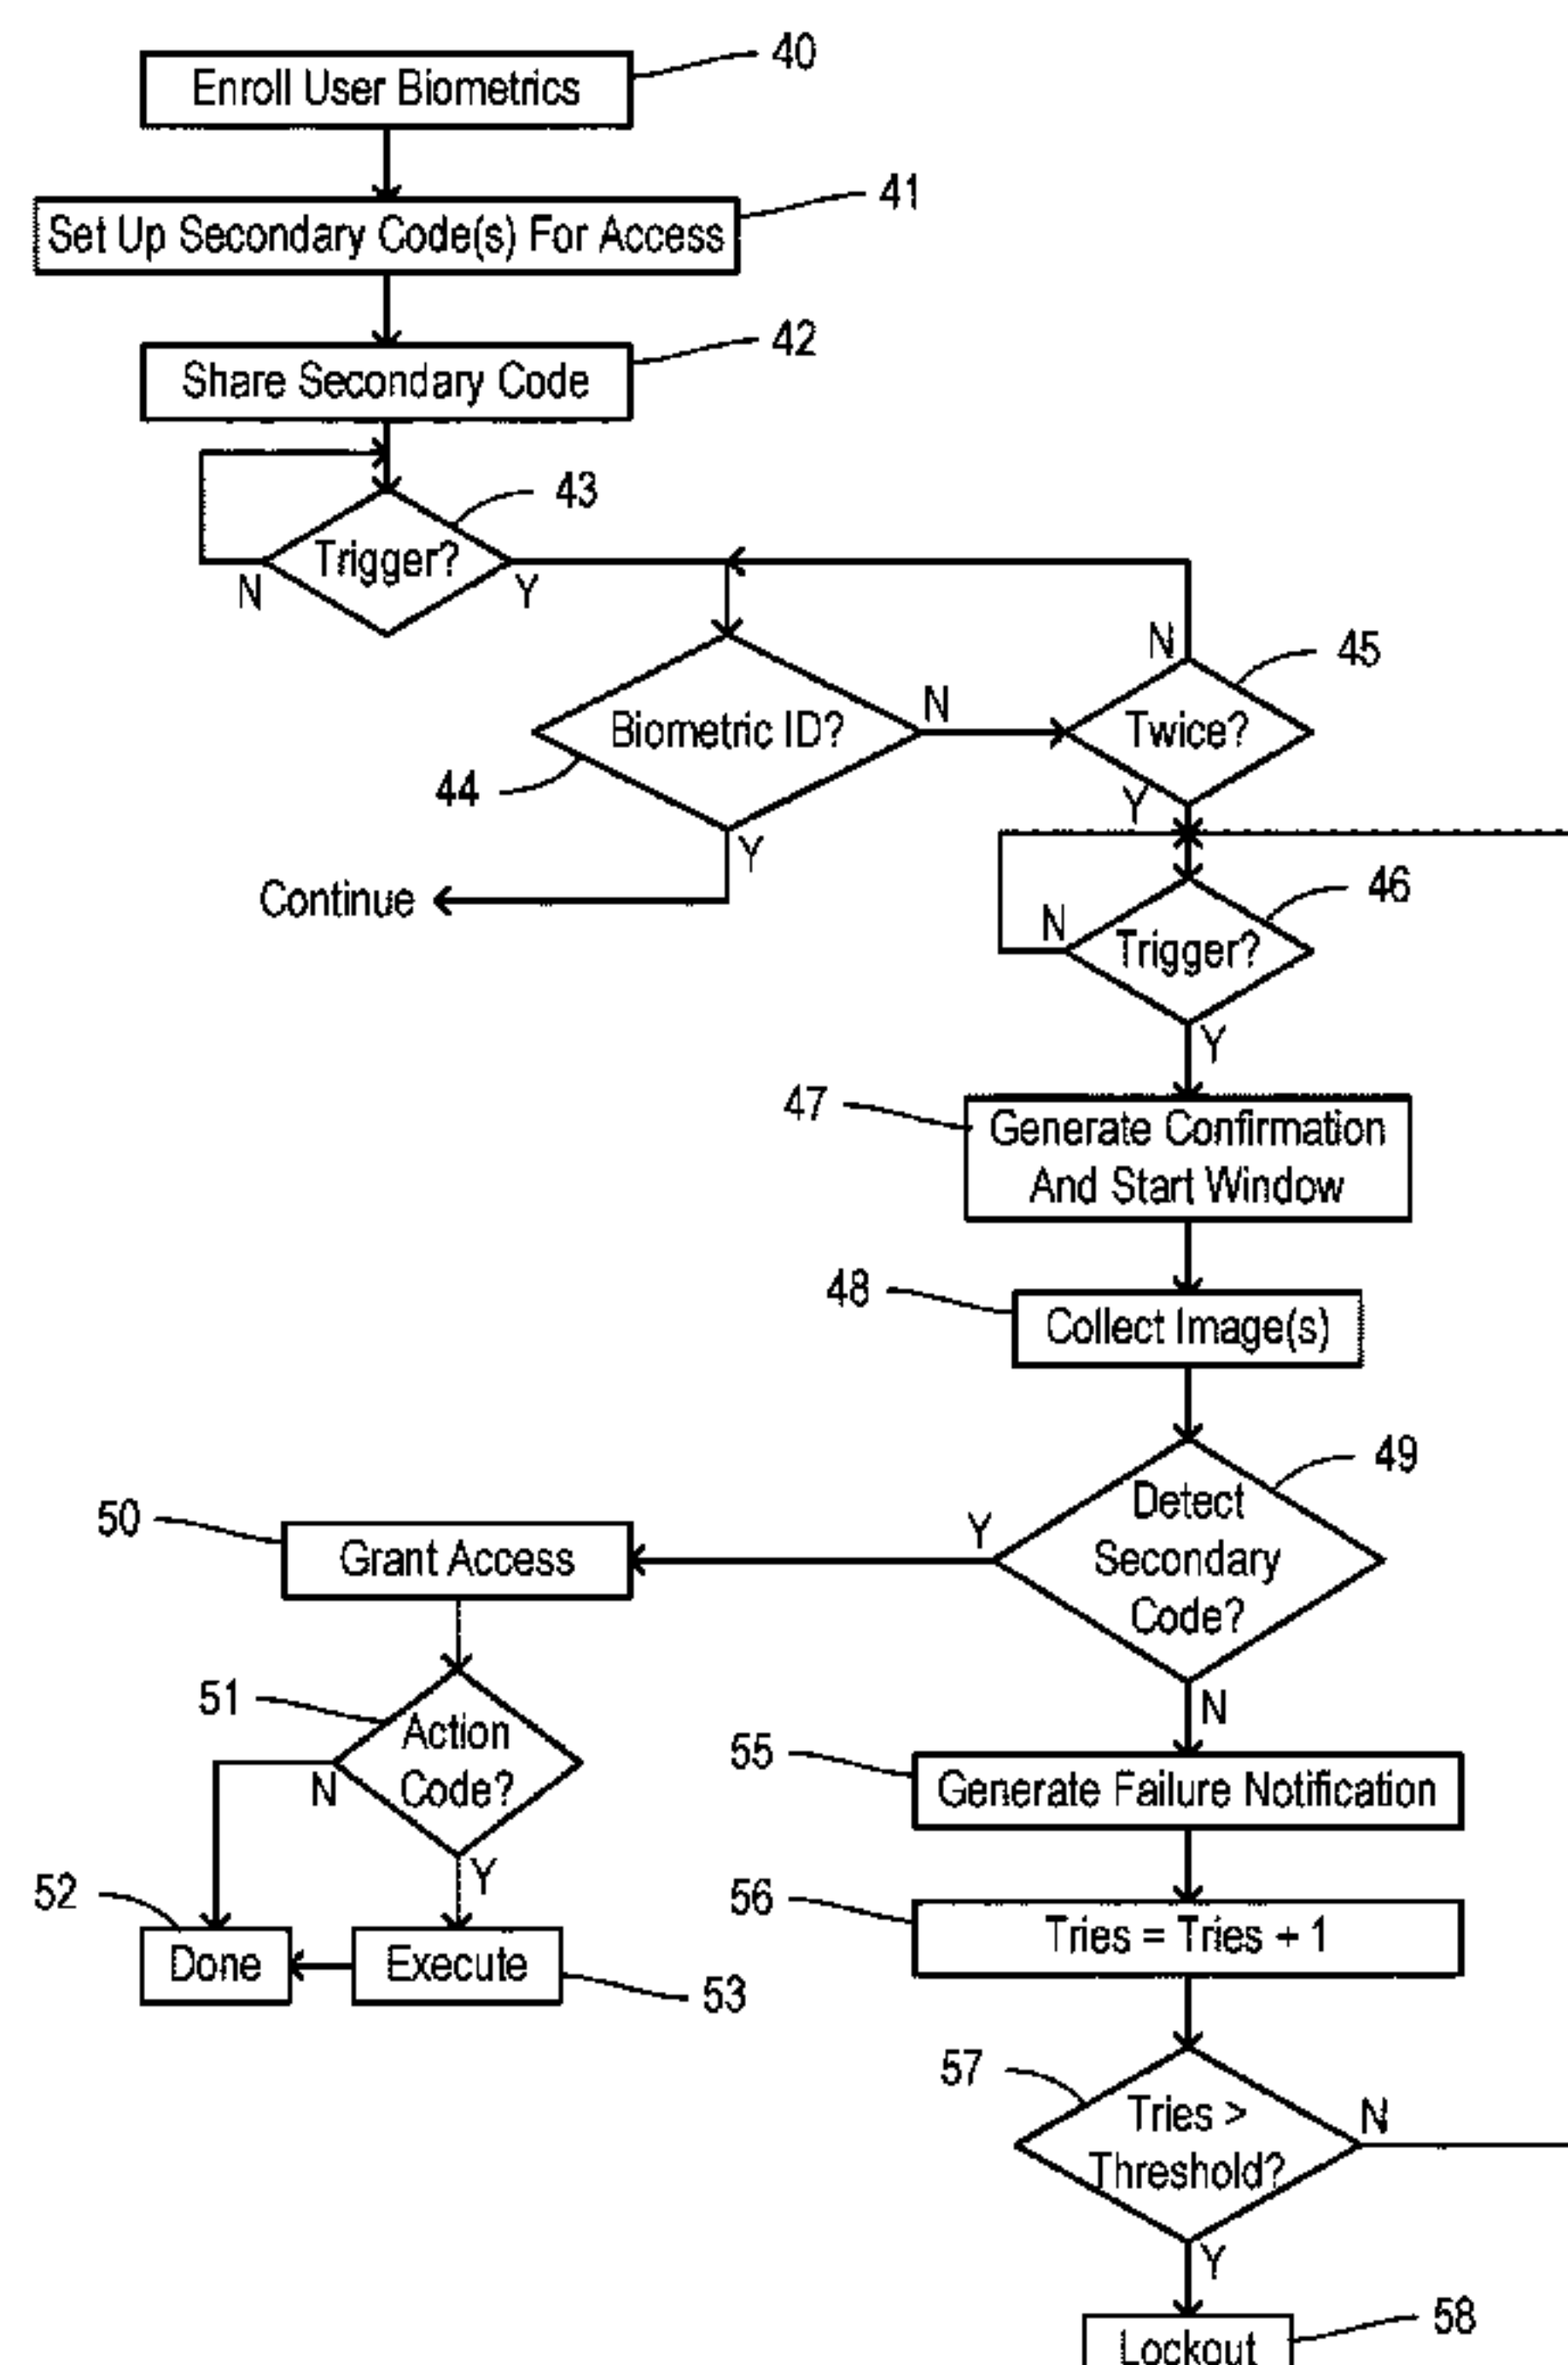 40
Enroll User Biometrics
41
Set Up Secondary Code(s) For Access
42
Share Secondary Code
43
Trigger?
N
Y
N
45
Biometric ID?
N
Twice?
44
Y
Y
Continue
46
N
Trigger?
Y
47
Generate Confirmation
And Start Window
48
Collect Image(s)
49
Detect
Secondary
Code?
Y
50
Grant Access
N
51
Action
Code?
N
Y
55
Generate Failure Notification
52
Done
Execute
53
56
Tries = Tries + 1
57
Tries >
Threshold?
N
Y
58
Lockout